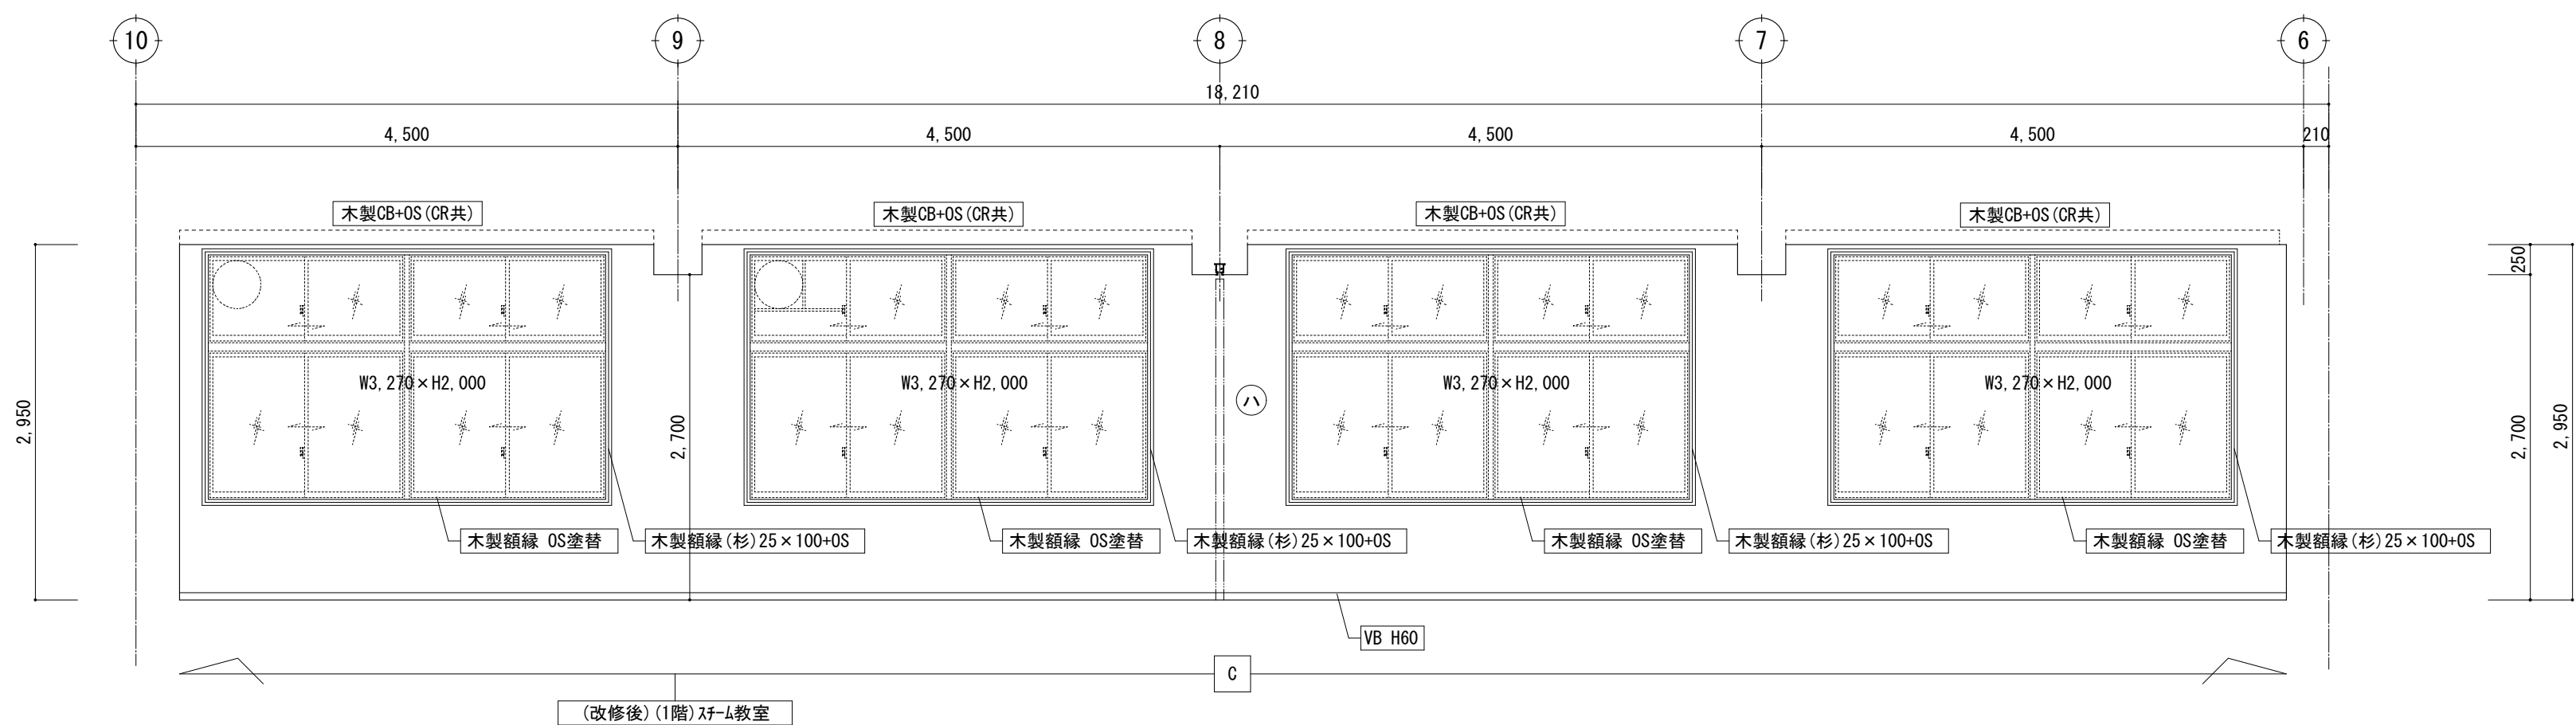 10 9 8 7 6
18,210
4,500 4,500 4,500 4,500 210
木製CB+OS(CR共) 木製CB+OS(CR共) 木製CB+OS(CR共) 木製CB+OS(CR共)
250
W3,270×H2,000 W3,270×H2,000 W3,270×H2,000 W3,270×H2,000
ハ
2,950 2,700 2,700 2,950
木製額縁 OS塗替 木製額縁(杉)25×100+OS 木製額縁 OS塗替 木製額縁(杉)25×100+OS 木製額縁 OS塗替 木製額縁(杉)25×100+OS 木製額縁 OS塗替 木製額縁(杉)25×100+OS
VB H60
C
(改修後)(1階)ｽﾁｰﾑ教室